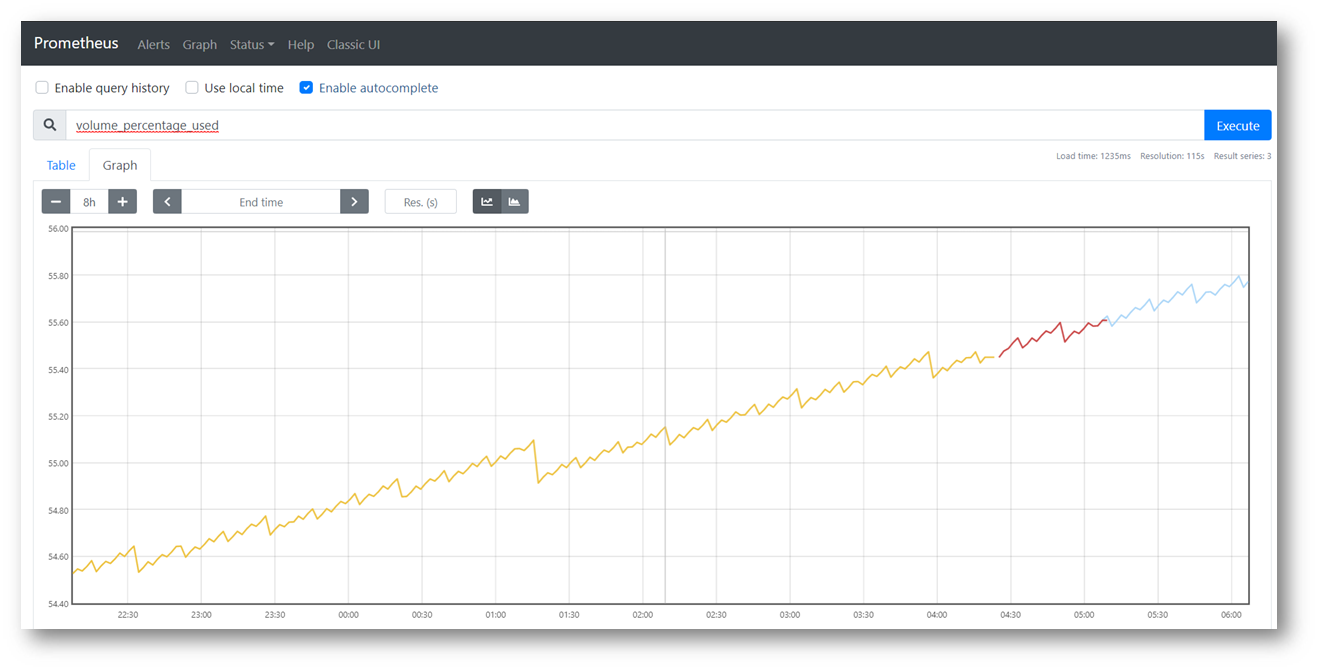 Prometheus Alerts Graph Status Help Classic UI
Enable query history Use local time Enable autocomplete
volume_percentage_used Execute
Table Graph Load time: 1235ms Resolution: 115s Result series: 3
8h End time Res. (s)
56.00
55.80
55.60
55.40
55.20
55.00
54.80
54.60
54.40
22:30 23:00 23:30 00:00 00:30 01:00 01:30 02:00 02:30 03:00 03:30 04:00 04:30 05:00 05:30 06:00